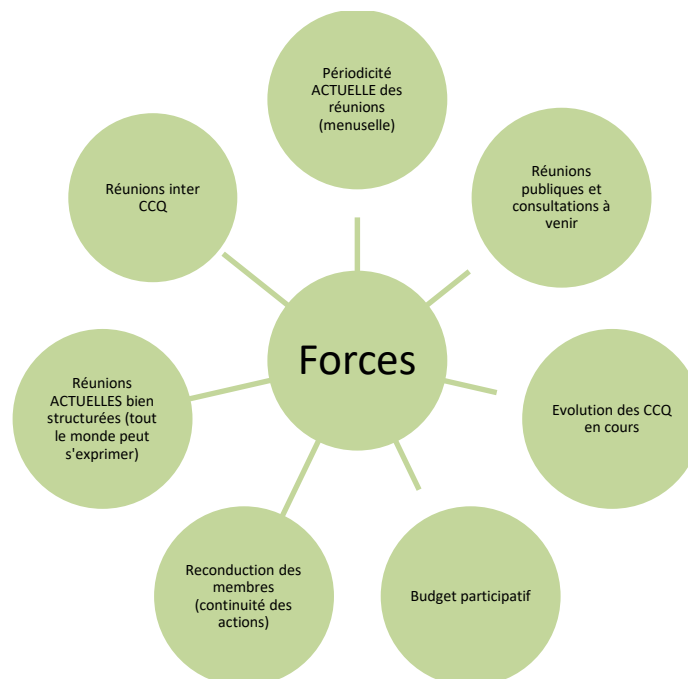 Périodicité
ACTUELLE des
réunions
(menuselle)
Réunions
publiques et
consultations à
venir
Evolution des CCQ
en cours
Budget participatif
Reconduction des
membres
(continuité des
actions)
Réunions
ACTUELLES bien
structurées (tout
le monde peut
s'exprimer)
Réunions inter
CCQ
Forces